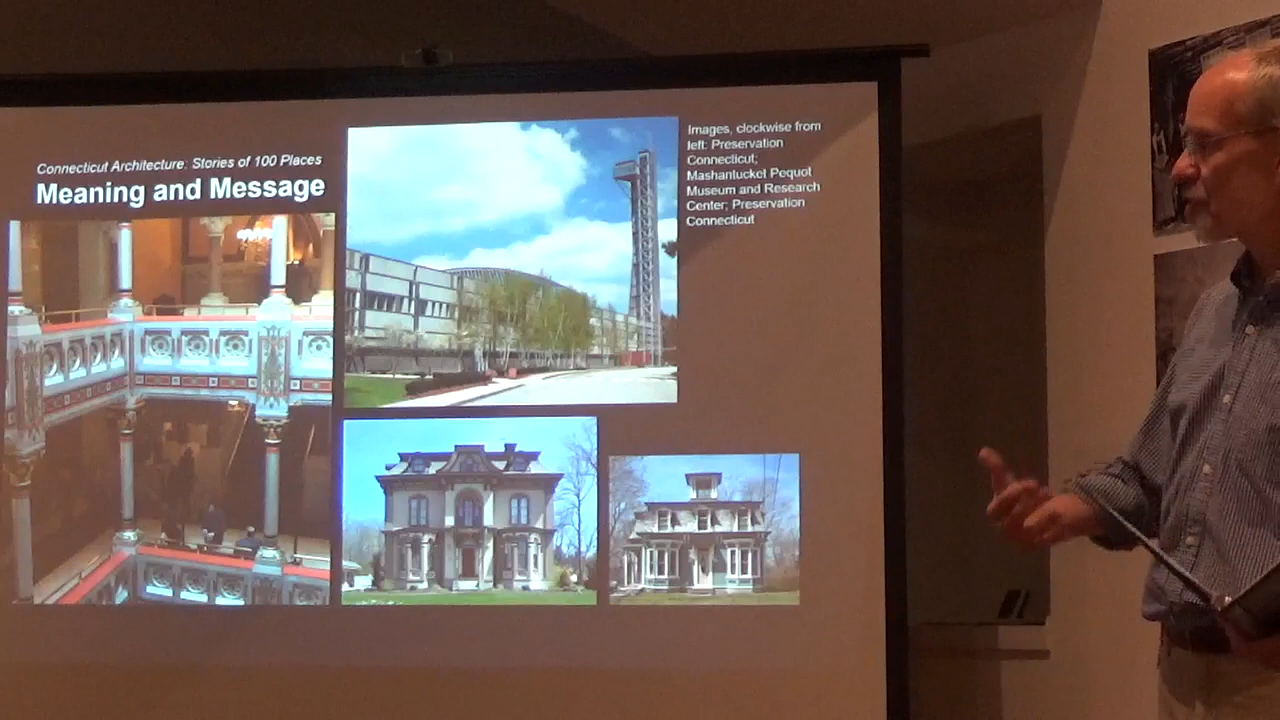 Connecticut Architecture: Stories of 100 Places
Meaning and Message
Images, clockwise from
left: Preservation
Connecticut;
Mashantucket Pequot
Museum and Research
Center; Preservation
Connecticut